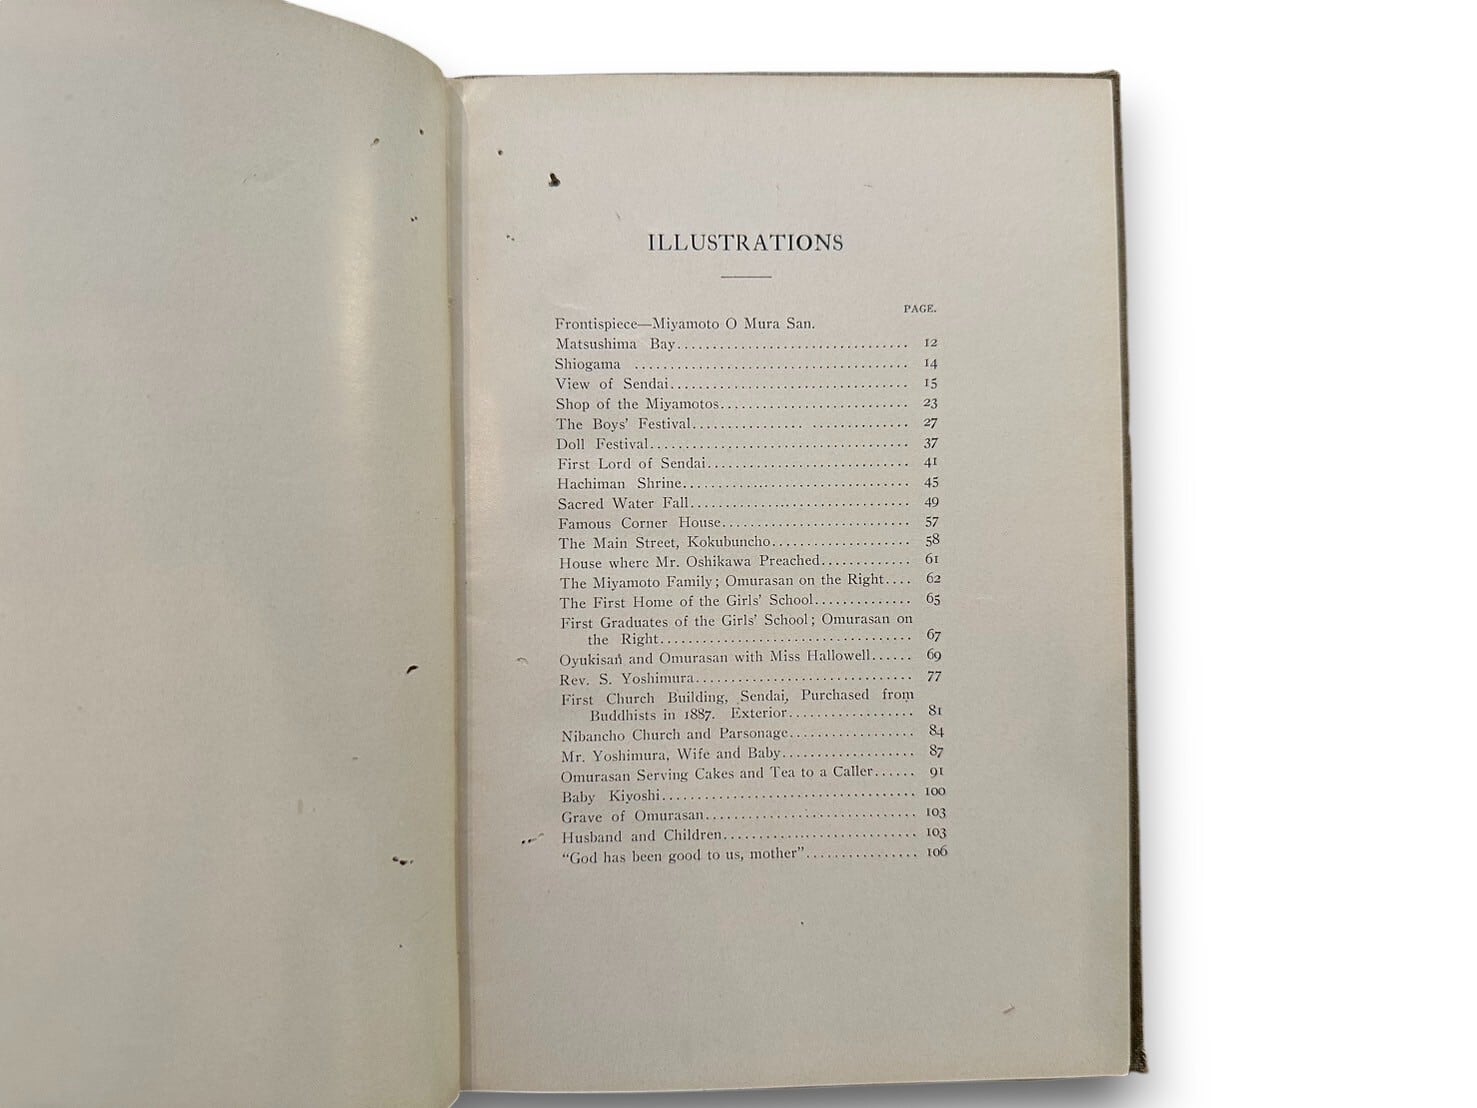 ILLUSTRATIONS
PAGE.
Frontispiece—Miyamoto O Mura San.
Matsushima Bay................................ 12
Shiogama ...................................... 14
View of Sendai................................. 15
Shop of the Miyamotos.......................... 23
The Boys' Festival............... ............. 27
Doll Festival.................................... 37
First Lord of Sendai............................ 41
Hachiman Shrine................................ 45
Sacred Water Fall............................... 49
Famous Corner House.......................... 57
The Main Street, Kokubuncho................... 58
House where Mr. Oshikawa Preached............ 61
The Miyamoto Family; Omurasan on the Right.... 62
The First Home of the Girls' School............. 65
First Graduates of the Girls' School; Omurasan on
the Right................................... 67
Oyukisan and Omurasan with Miss Hallowell...... 69
Rev. S. Yoshimura............................... 77
First Church Building, Sendai, Purchased from
Buddhists in 1887. Exterior.................. 81
Nibancho Church and Parsonage.................. 84
Mr. Yoshimura, Wife and Baby................... 87
Omurasan Serving Cakes and Tea to a Caller...... 91
Baby Kiyoshi.................................... 100
Grave of Omurasan.............................. 103
Husband and Children........................... 103
"God has been good to us, mother"................ 106